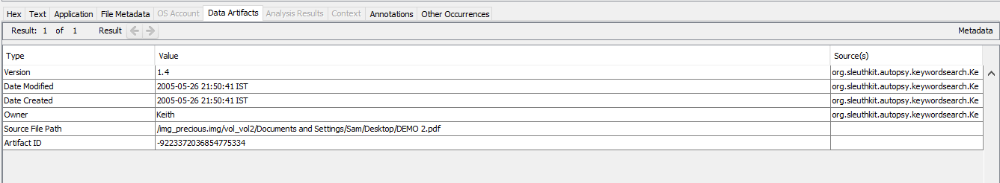 Hex Text Application File Metadata OS Account Data Artifacts Analysis Results Context Annotations Other Occurrences
Result: 1 of 1 Result Metadata
Type Value Source(s)
Version 1.4 org.sleuthkit.autopsy.keywordsearch.Ke
Date Modified 2005-05-26 21:50:41 IST org.sleuthkit.autopsy.keywordsearch.Ke
Date Created 2005-05-26 21:50:41 IST org.sleuthkit.autopsy.keywordsearch.Ke
Owner Keith org.sleuthkit.autopsy.keywordsearch.Ke
Source File Path /img_precious.img/vol_vol2/Documents and Settings/Sam/Desktop/DEMO 2.pdf
Artifact ID -9223372036854775334